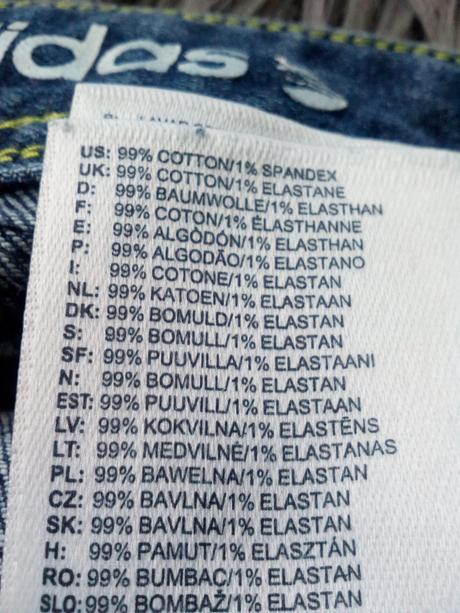 idas
US: 99% COTTON/1% SPANDEX
UK: 99% COTTON/1% ELASTANE
D: 99% BAUMWOLLE/1% ELASTHAN
F: 99% COTON/1% ÉLASTHANNE
E: 99% ALGÒDÓN/1% ELASTHAN
P: 99% ALGODÃO/1% ELASTANO
I: 99% COTONE/1% ELASTAN
NL: 99% KATOEN/1% ELASTAAN
DK: 99% BOMULD/1% ELASTAN
S: 99% BOMULL/1% ELASTAN
SF: 99% PUUVILLA/1% ELASTAANI
N: 99% BOMULL/1% ELASTAN
EST: 99% PUUVILL/1% ELASTAAN
LV: 99% KOKVILNA/1% ELASTĒNS
LT: 99% MEDVILNĖ/1% ELASTANAS
PL: 99% BAWELNA/1% ELASTAN
CZ: 99% BAVLNA/1% ELASTAN
SK: 99% BAVLNA/1% ELASTAN
H: 99% PAMUT/1% ELASZTÁN
RO: 99% BUMBAC/1% ELASTAN
SLO: 99% BOMBAŽ/1% ELASTAN